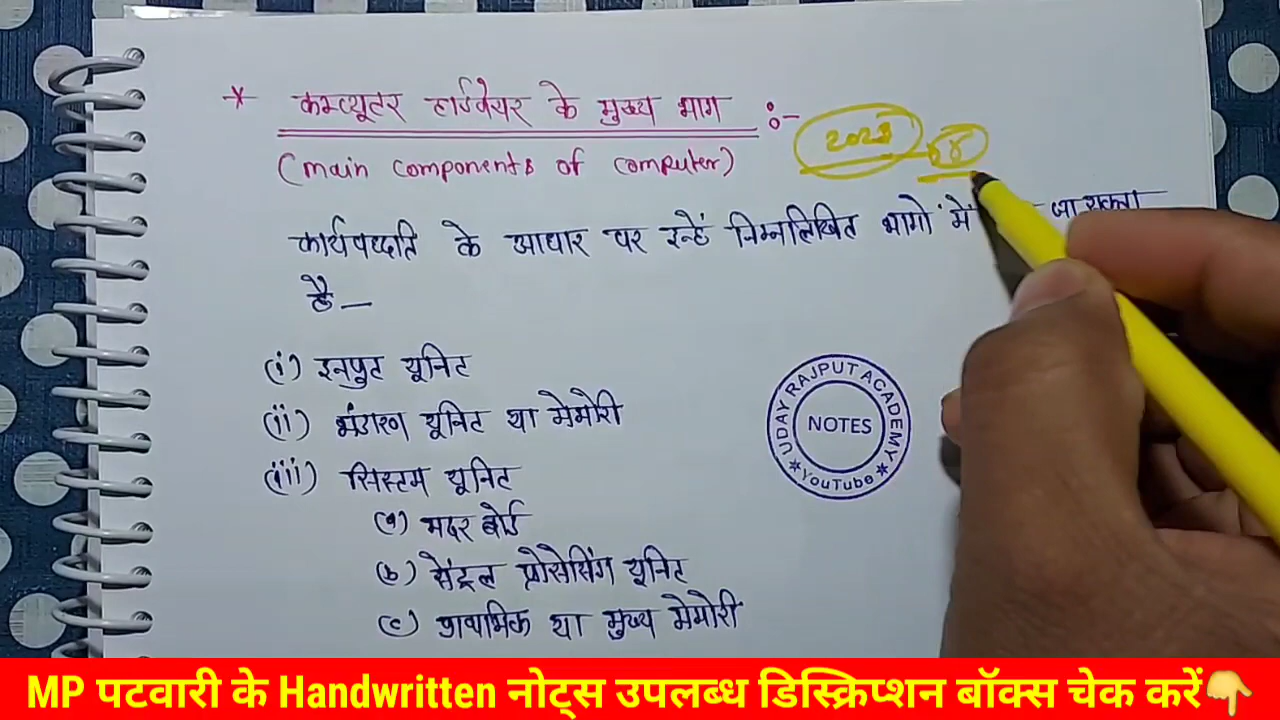 * कम्प्यूटर हार्डवेयर के मुख्य भाग :-
(main components of computer)
2023
कार्यपद्धति के आधार पर इन्हें निम्नलिखित भागों में जा सकता
है —
(i) इनपुट यूनिट
(ii) भंडारण यूनिट या मेमोरी
(iii) सिस्टम यूनिट
(a) मदर बोर्ड
(b) सेंट्रल प्रोसेसिंग यूनिट
(c) प्राथमिक या मुख्य मेमोरी
UDAY RAJPUT ACADEMY
NOTES
YouTube
MP पटवारी के Handwritten नोट्स उपलब्ध डिस्क्रिप्शन बॉक्स चेक करें👇